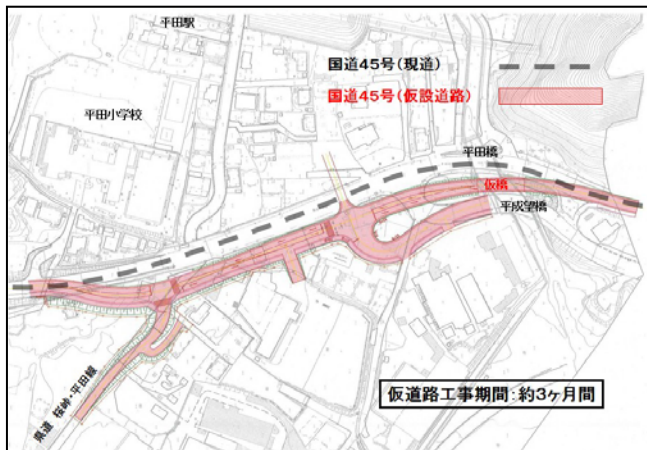 平田駅
国道45号(現道)
国道45号(仮設道路)
平田小学校
平田橋
仮橋
平成望橋
県道 桜峠・平田線
仮道路工事期間:約3ヶ月間